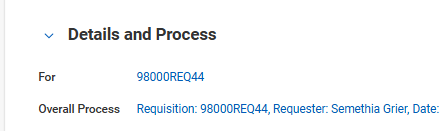 Details and Process
For 98000REQ44
Overall Process Requisition: 98000REQ44, Requester: Semethia Grier, Date: